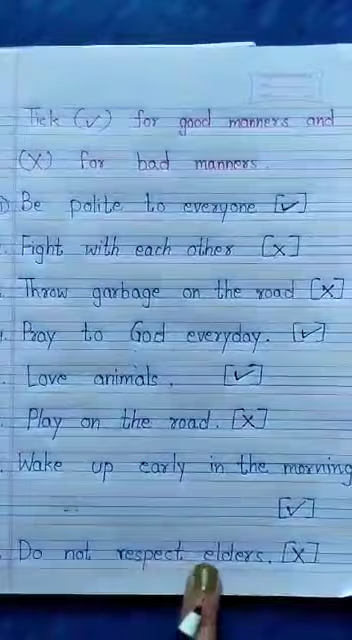 Tick (✓) for good manners and
(X) for bad manners.
1) Be polite to everyone [✓]
. Fight with each other [X]
. Throw garbage on the road [X]
. Pray to God everyday. [✓]
. Love animals. [✓]
. Play on the road. [X]
. Wake up early in the morning
[✓]
. Do not respect elders. [X]